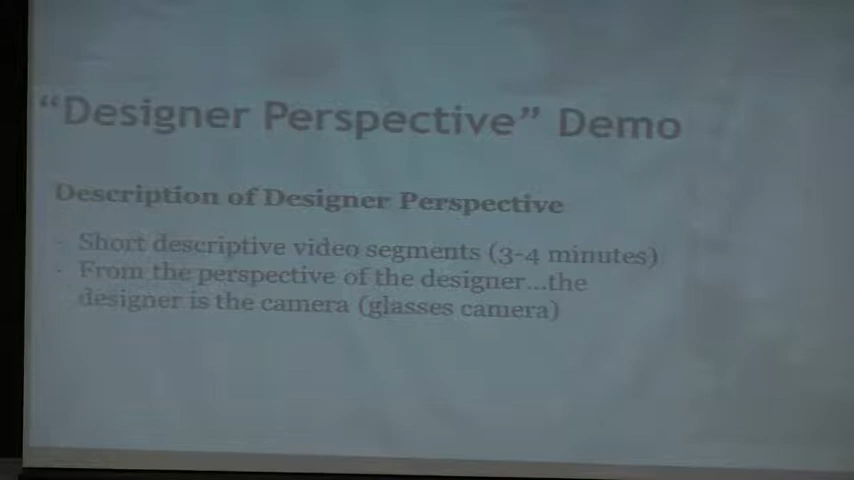 “Designer Perspective” Demo
Description of Designer Perspective
- Short descriptive video segments (3-4 minutes)
- From the perspective of the designer...the
designer is the camera (glasses camera)